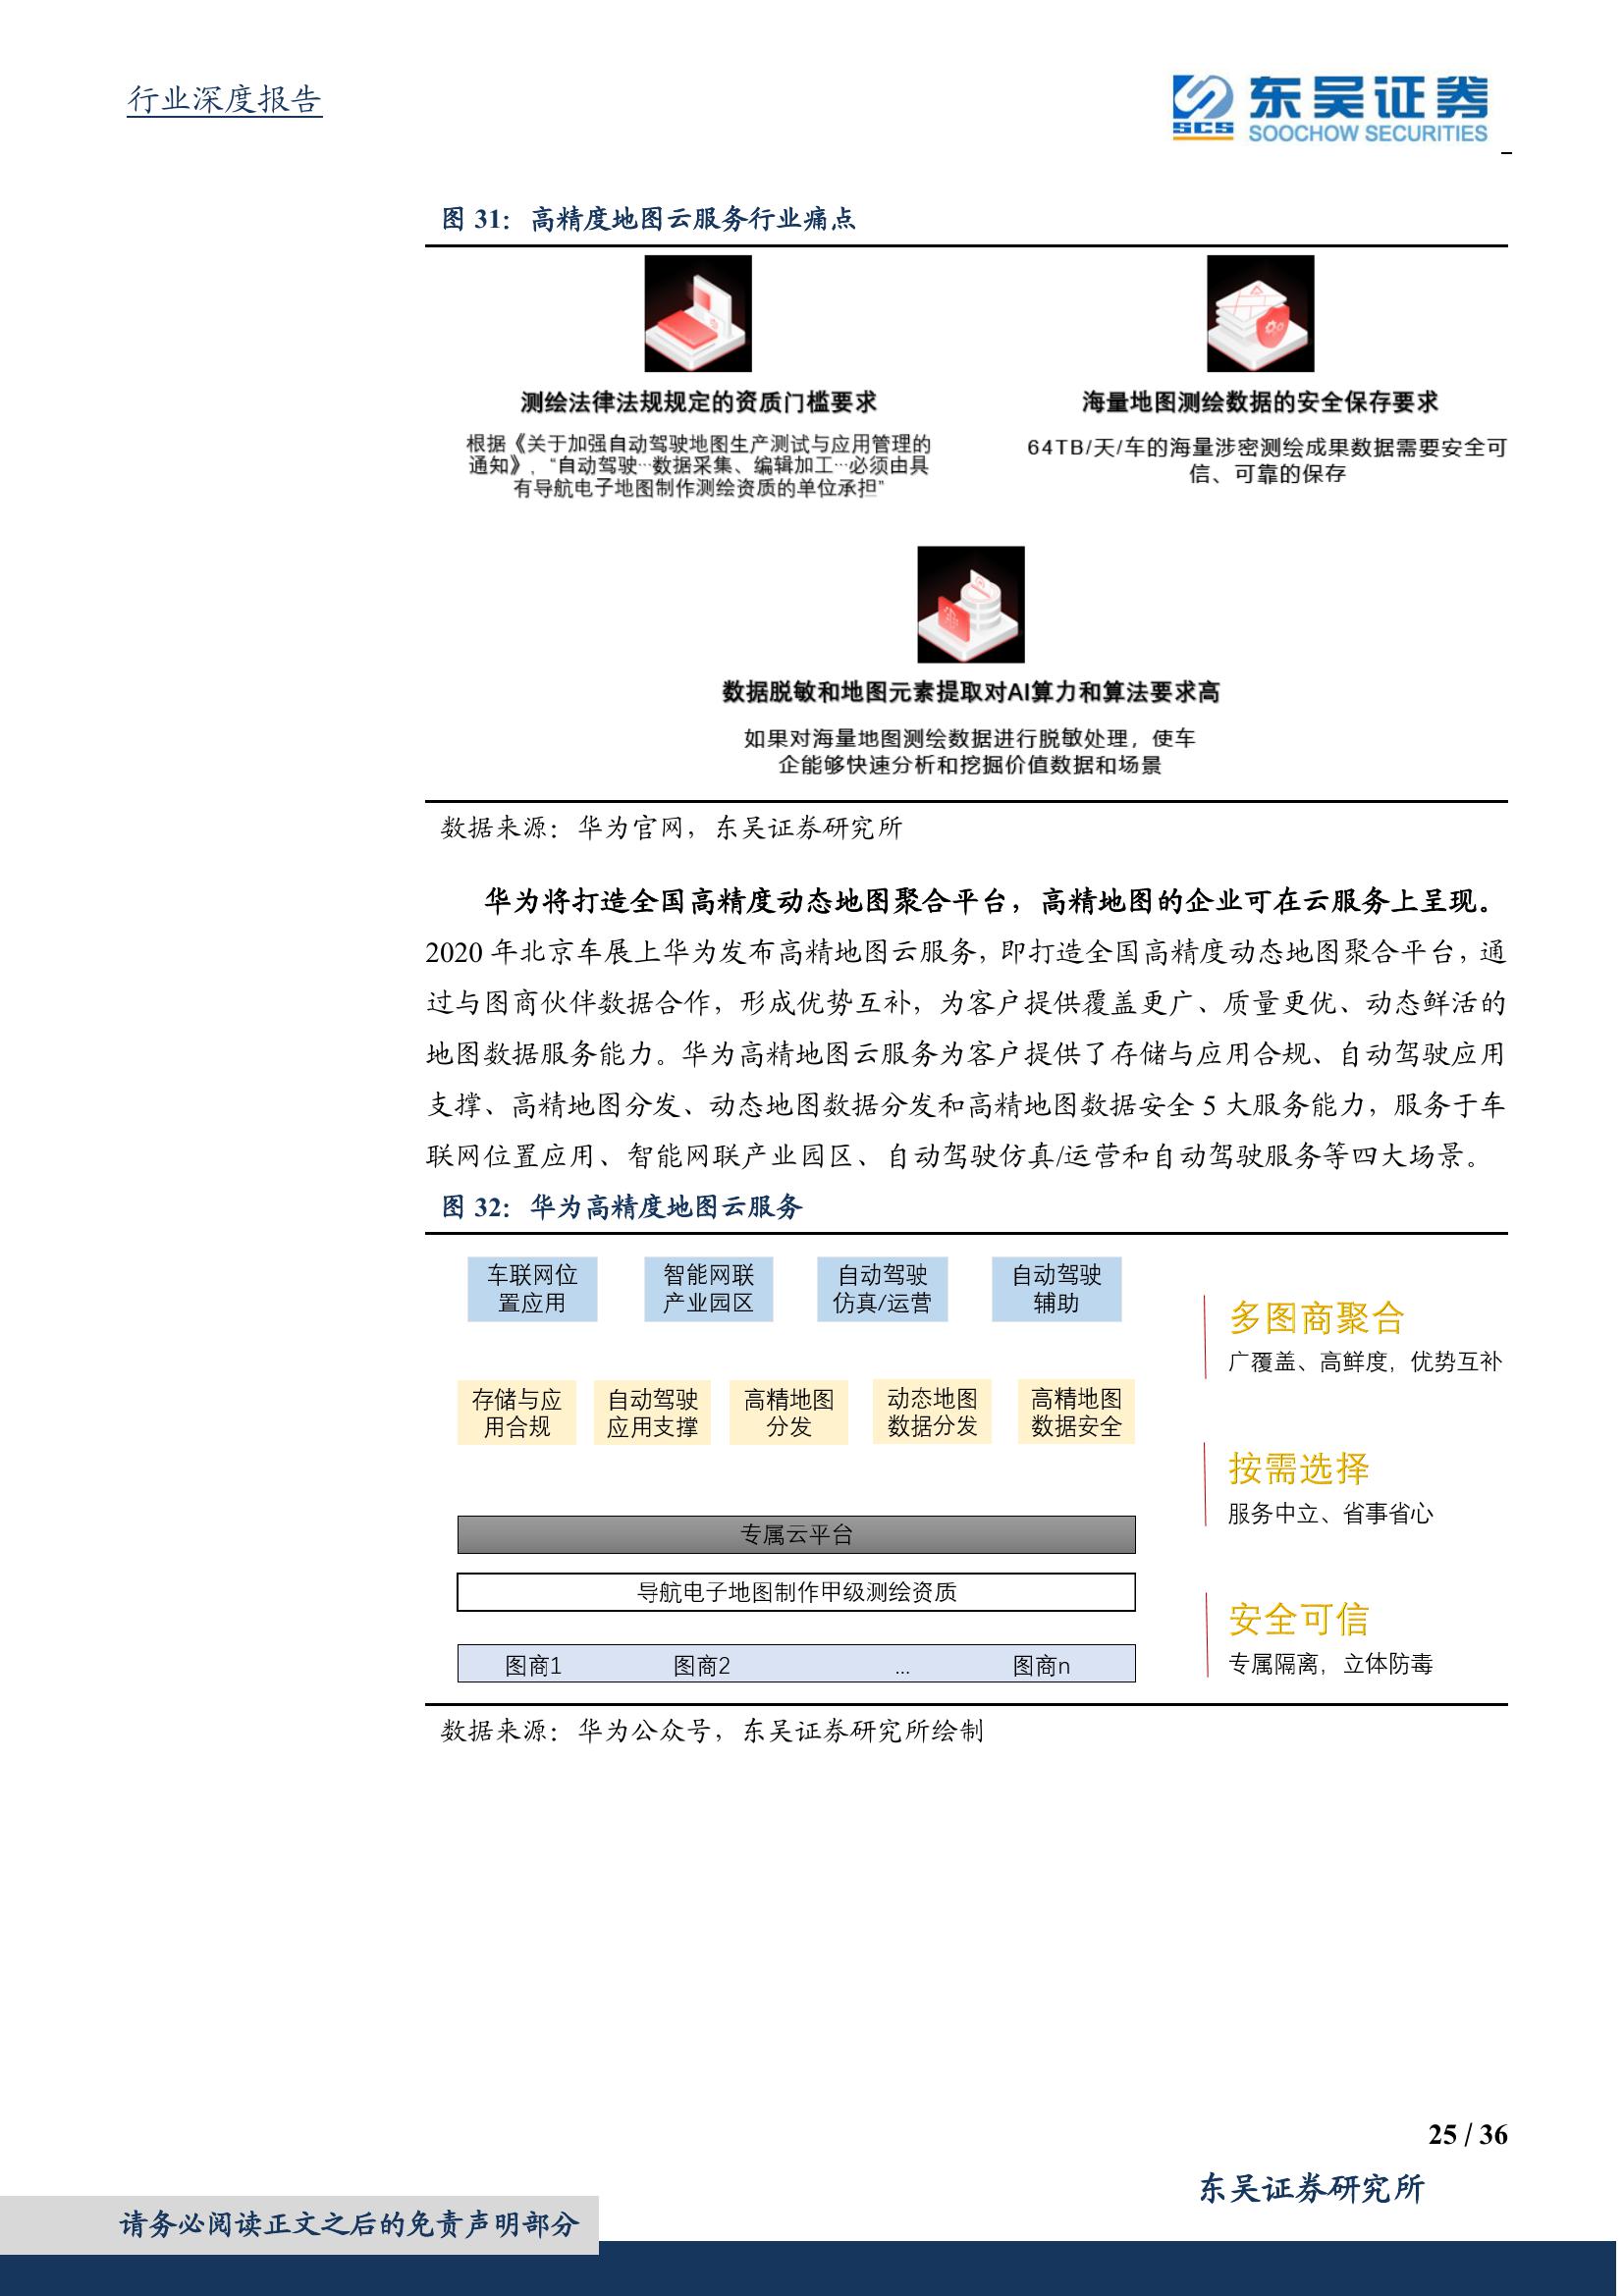 行业深度报告
SCS
东吴证券
SOOCHOW SECURITIES
图 31：高精度地图云服务行业痛点
测绘法律法规规定的资质门槛要求
根据《关于加强自动驾驶地图生产测试与应用管理的
通知》，“自动驾驶…数据采集、编辑加工…必须由具
有导航电子地图制作测绘资质的单位承担”
海量地图测绘数据的安全保存要求
64TB/天/车的海量涉密测绘成果数据需要安全可
信、可靠的保存
数据脱敏和地图元素提取对AI算力和算法要求高
如果对海量地图测绘数据进行脱敏处理，使车
企能够快速分析和挖掘价值数据和场景
数据来源：华为官网，东吴证券研究所
华为将打造全国高精度动态地图聚合平台，高精地图的企业可在云服务上呈现。
2020 年北京车展上华为发布高精地图云服务，即打造全国高精度动态地图聚合平台，通
过与图商伙伴数据合作，形成优势互补，为客户提供覆盖更广、质量更优、动态鲜活的
地图数据服务能力。华为高精地图云服务为客户提供了存储与应用合规、自动驾驶应用
支撑、高精地图分发、动态地图数据分发和高精地图数据安全 5 大服务能力，服务于车
联网位置应用、智能网联产业园区、自动驾驶仿真/运营和自动驾驶服务等四大场景。
图 32：华为高精度地图云服务
车联网位
置应用
智能网联
产业园区
自动驾驶
仿真/运营
自动驾驶
辅助
存储与应
用合规
自动驾驶
应用支撑
高精地图
分发
动态地图
数据分发
高精地图
数据安全
专属云平台
导航电子地图制作甲级测绘资质
图商1 图商2 … 图商n
多图商聚合
广覆盖、高鲜度，优势互补
按需选择
服务中立、省事省心
安全可信
专属隔离，立体防毒
数据来源：华为公众号，东吴证券研究所绘制
25 / 36
东吴证券研究所
请务必阅读正文之后的免责声明部分